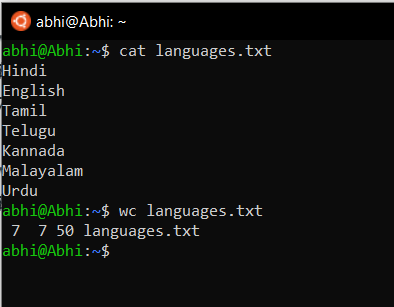 abhi@Abhi: ~
abhi@Abhi:~$ cat languages.txt
Hindi
English
Tamil
Telugu
Kannada
Malayalam
Urdu
abhi@Abhi:~$ wc languages.txt
 7  7 50 languages.txt
abhi@Abhi:~$